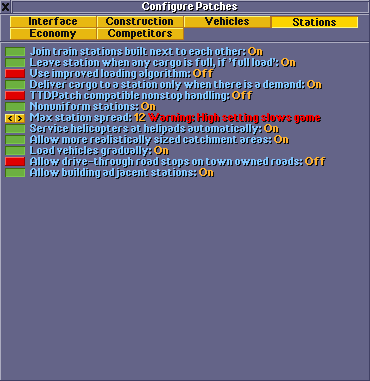 Configure Patches
Interface Construction Vehicles Stations
Economy Competitors
Join train stations built next to each other: On
Leave station when any cargo is full, if 'full load': On
Use improved loading algorithm: Off
Deliver cargo to a station only when there is a demand: On
TTDPatch compatible nonstop handling: Off
Nonuniform stations: On
Max station spread: 12 Warning: High setting slows game
Service helicopters at helipads automatically: On
Allow more realistically sized catchment areas: On
Load vehicles gradually: On
Allow drive-through road stops on town owned roads: Off
Allow building adjacent stations: On